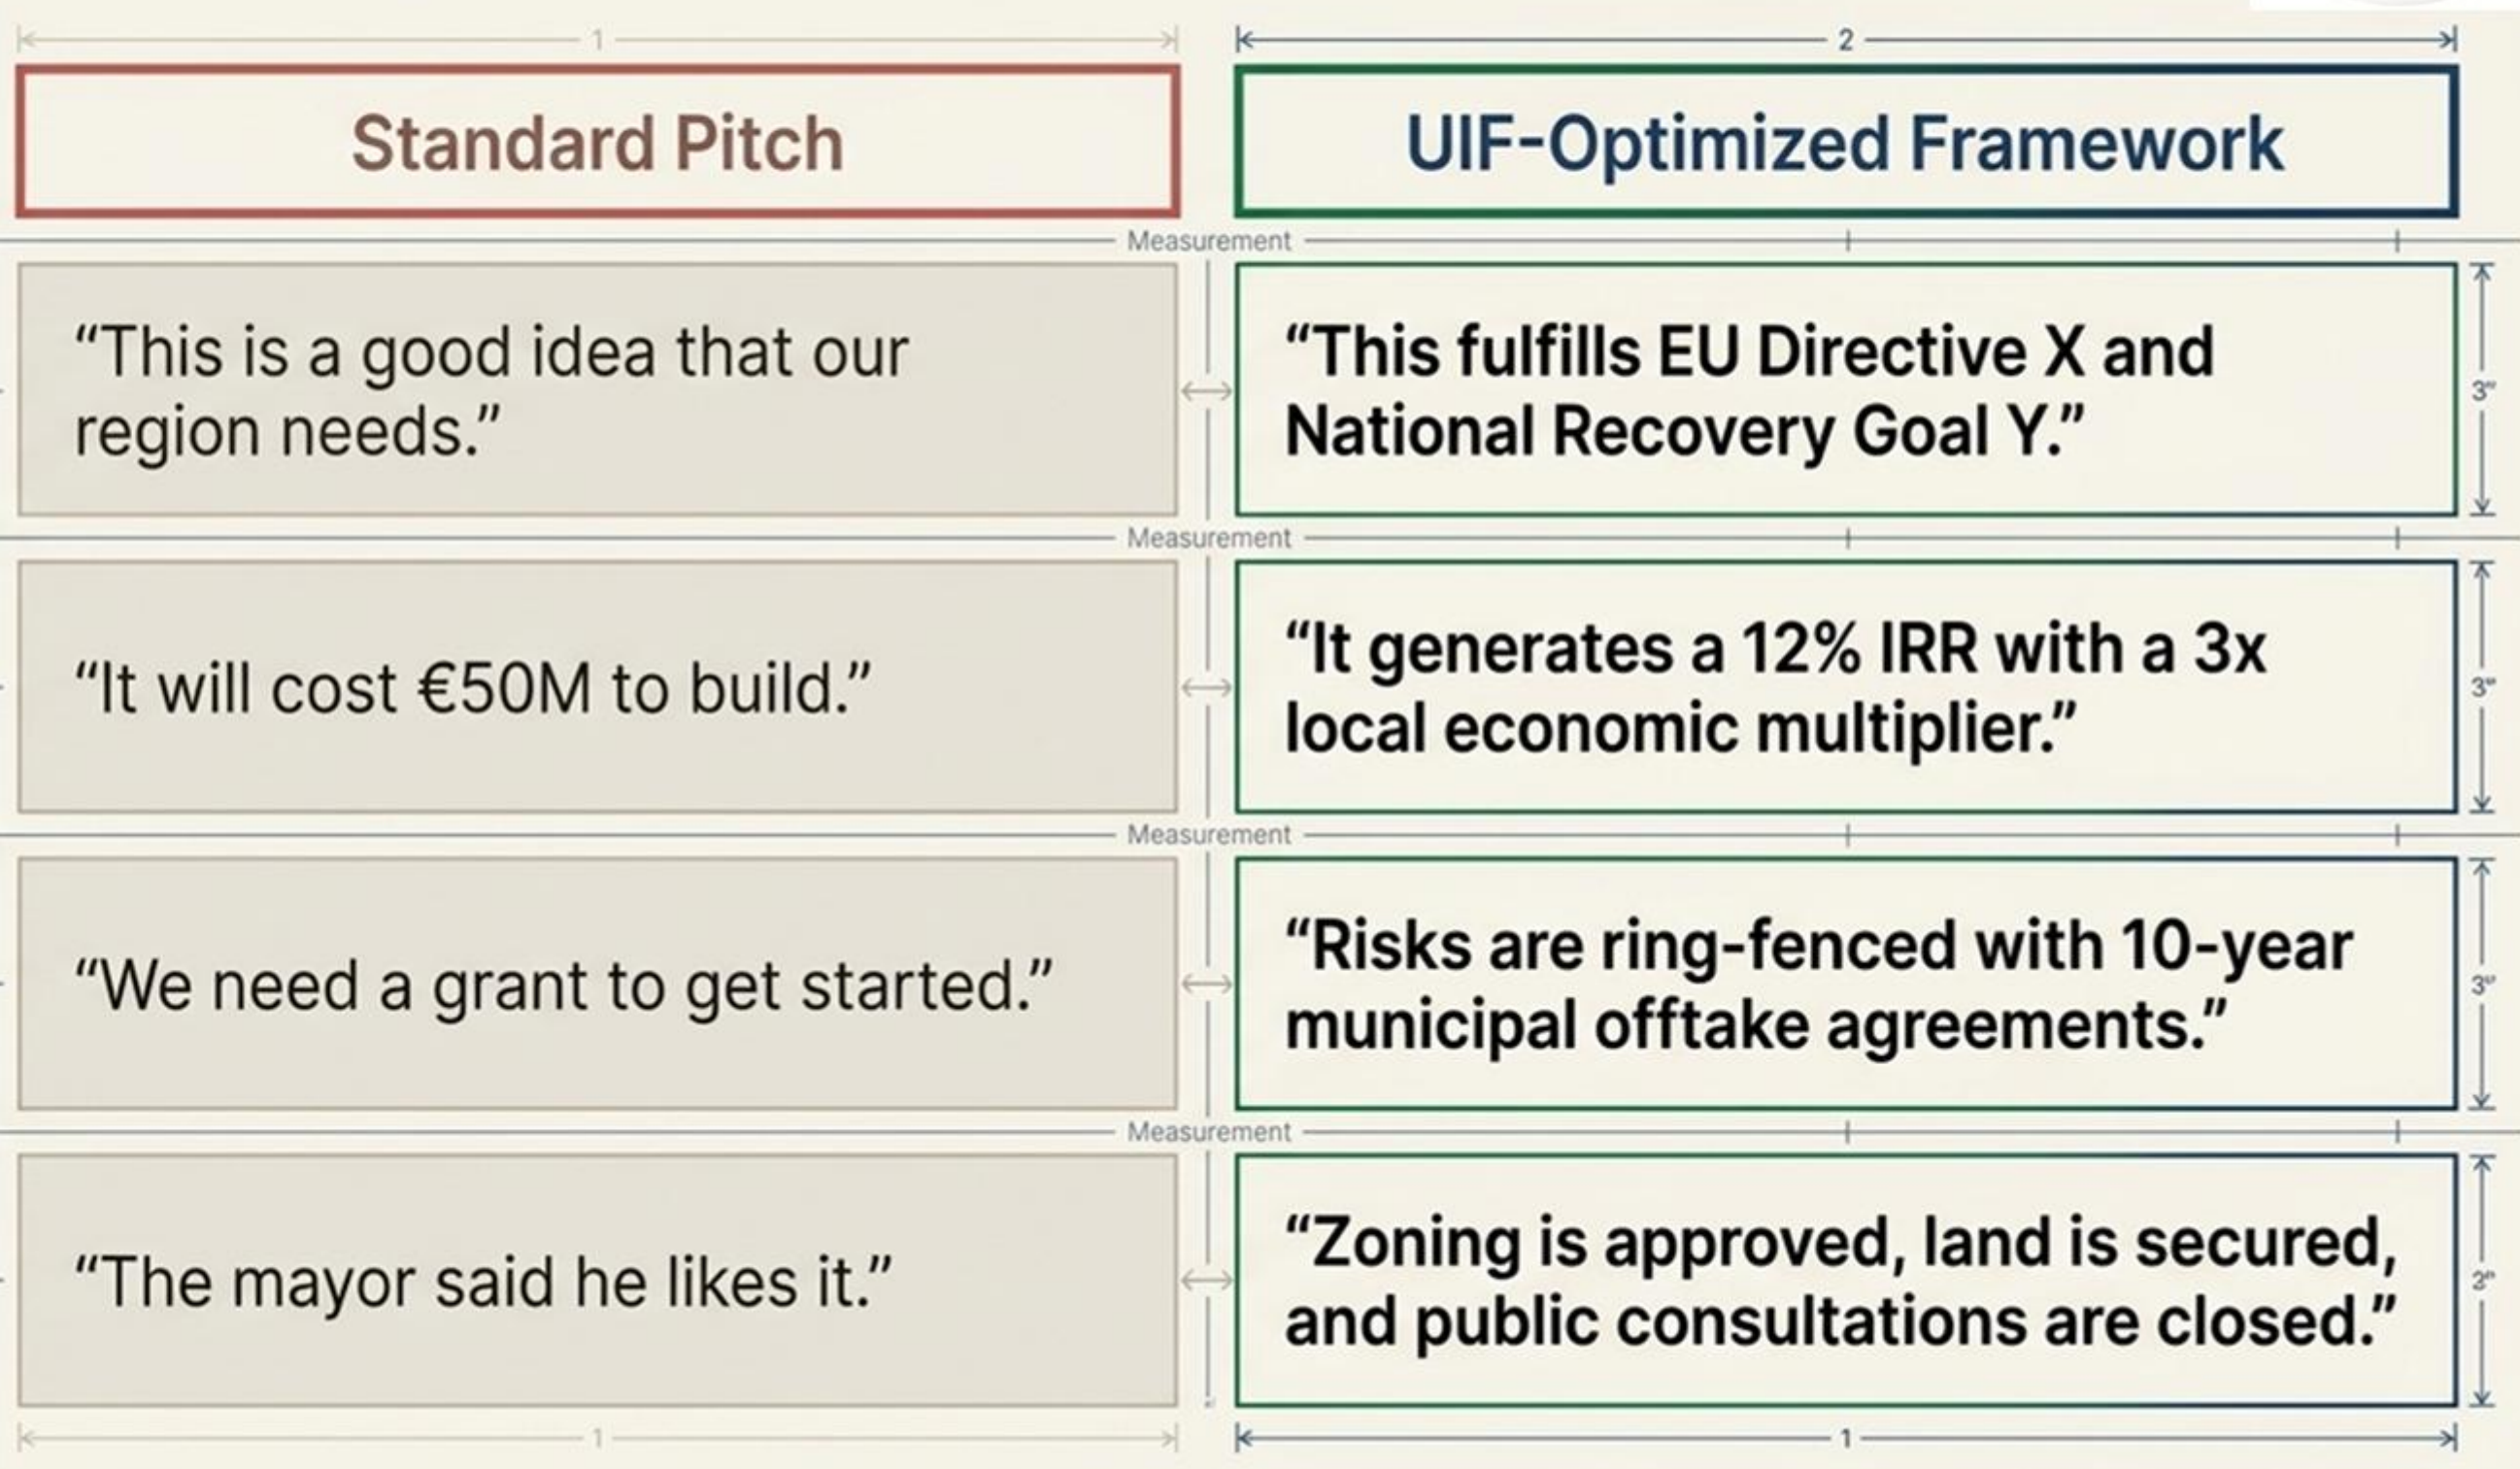 1
2
Standard Pitch
UIF-Optimized Framework
Measurement
“This is a good idea that our
region needs.”
“This fulfills EU Directive X and
National Recovery Goal Y.”
3”
Measurement
“It will cost €50M to build.”
“It generates a 12% IRR with a 3x
local economic multiplier.”
3”
Measurement
“We need a grant to get started.”
“Risks are ring-fenced with 10-year
municipal offtake agreements.”
3”
Measurement
“The mayor said he likes it.”
“Zoning is approved, land is secured,
and public consultations are closed.”
1
1